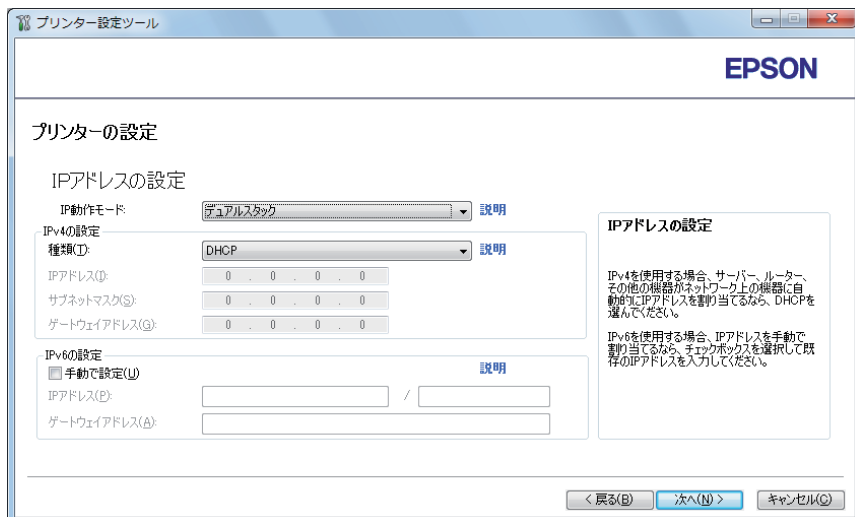 プリンター設定ツール
EPSON
プリンターの設定
IPアドレスの設定
IP動作モード:
デュアルスタック
説明
IPv4の設定
種類(T):
DHCP
説明
IPアドレス(I):
0 . 0 . 0 . 0
サブネットマスク(S):
0 . 0 . 0 . 0
ゲートウェイアドレス(G):
0 . 0 . 0 . 0
IPv6の設定
手動で設定(U)
説明
IPアドレス(P):
/
ゲートウェイアドレス(A):
IPアドレスの設定
IPv4を使用する場合、サーバー、ルーター、
その他の機器がネットワーク上の機器に自
動的にIPアドレスを割り当てるなら、DHCPを
選んでください。
IPv6を使用する場合、IPアドレスを手動で
割り当てるなら、チェックボックスを選択して既
存のIPアドレスを入力してください。
< 戻る(B)
次へ(N) >
キャンセル(C)